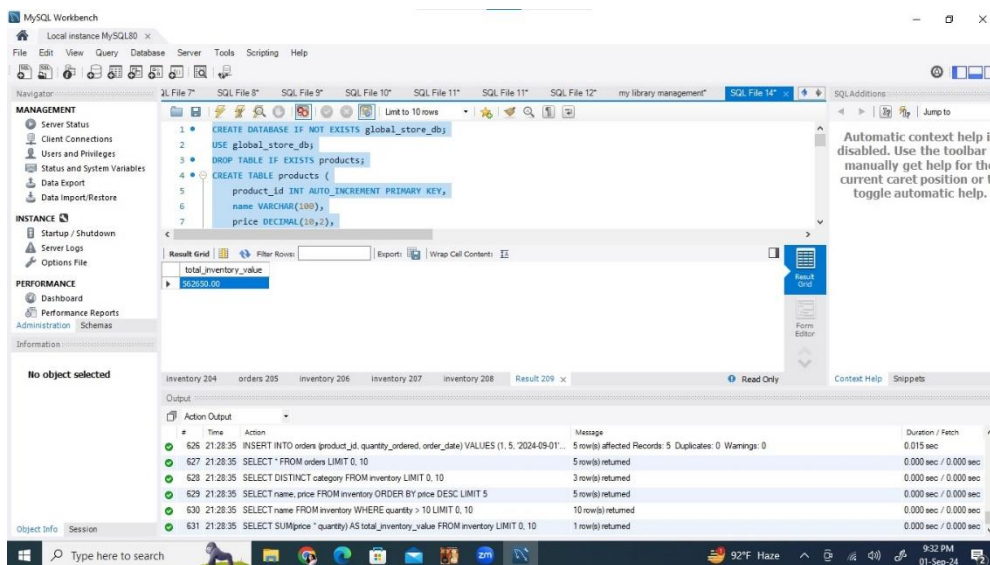 MySQL Workbench
Local instance MySQL80
File Edit View Query Database Server Tools Scripting Help
Navigator
MANAGEMENT
Server Status
Client Connections
Users and Privileges
Status and System Variables
Data Export
Data Import/Restore
INSTANCE
Startup / Shutdown
Server Logs
Options File
PERFORMANCE
Dashboard
Performance Reports
Administration Schemas
Information
No object selected
Object Info Session
QL File 7* SQL File 8* SQL File 9* SQL File 10* SQL File 11* SQL File 11* SQL File 12* my library management* SQL File 14*
Limit to 10 rows
1 CREATE DATABASE IF NOT EXISTS global_store_db;
2 USE global_store_db;
3 DROP TABLE IF EXISTS products;
4 CREATE TABLE products (
5 product_id INT AUTO_INCREMENT PRIMARY KEY,
6 name VARCHAR(100),
7 price DECIMAL(10,2),
Result Grid Filter Rows: Export: Wrap Cell Content:
total_inventory_value
562650.00
Result Grid
Form Editor
inventory 204 orders 205 inventory 206 inventory 207 inventory 208 Result 209 Read Only
Output
Action Output
# Time Action Message Duration / Fetch
626 21:28:35 INSERT INTO orders (product_id, quantity_ordered, order_date) VALUES (1, 5, '2024-09-01'... 5 row(s) affected Records: 5 Duplicates: 0 Warnings: 0 0.015 sec
627 21:28:35 SELECT * FROM orders LIMIT 0, 10 5 row(s) returned 0.000 sec / 0.000 sec
628 21:28:35 SELECT DISTINCT category FROM inventory LIMIT 0, 10 3 row(s) returned 0.000 sec / 0.000 sec
629 21:28:35 SELECT name, price FROM inventory ORDER BY price DESC LIMIT 5 5 row(s) returned 0.000 sec / 0.000 sec
630 21:28:35 SELECT name FROM inventory WHERE quantity > 10 LIMIT 0, 10 10 row(s) returned 0.000 sec / 0.000 sec
631 21:28:35 SELECT SUM(price * quantity) AS total_inventory_value FROM inventory LIMIT 0, 10 1 row(s) returned 0.000 sec / 0.000 sec
SQLAdditions
Jump to
Automatic context help i
disabled. Use the toolbar
manually get help for the
current caret position or t
toggle automatic help.
Context Help Snippets
Type here to search
zm
92°F Haze
9:32 PM
01-Sep-24
2